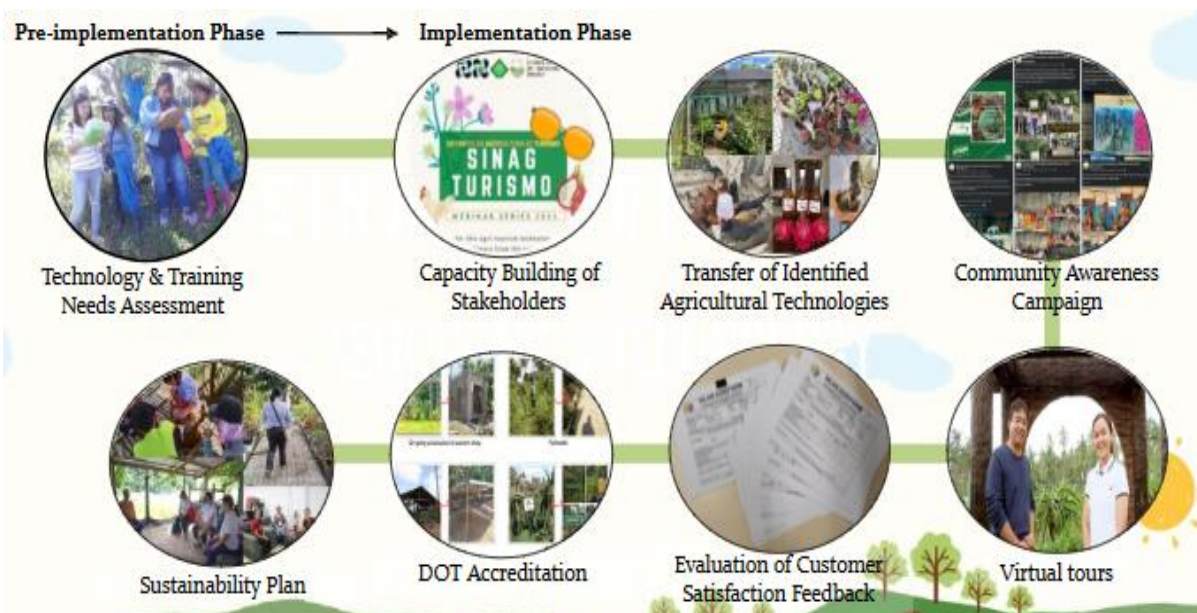 Pre-implementation Phase
Implementation Phase
SINAG
TURISMO
WEBINAR SERIES
Technology & Training
Needs Assessment
Capacity Building of
Stakeholders
Transfer of Identified
Agricultural Technologies
Community Awareness
Campaign
Sustainability Plan
DOT Accreditation
Evaluation of Customer
Satisfaction Feedback
Virtual tours